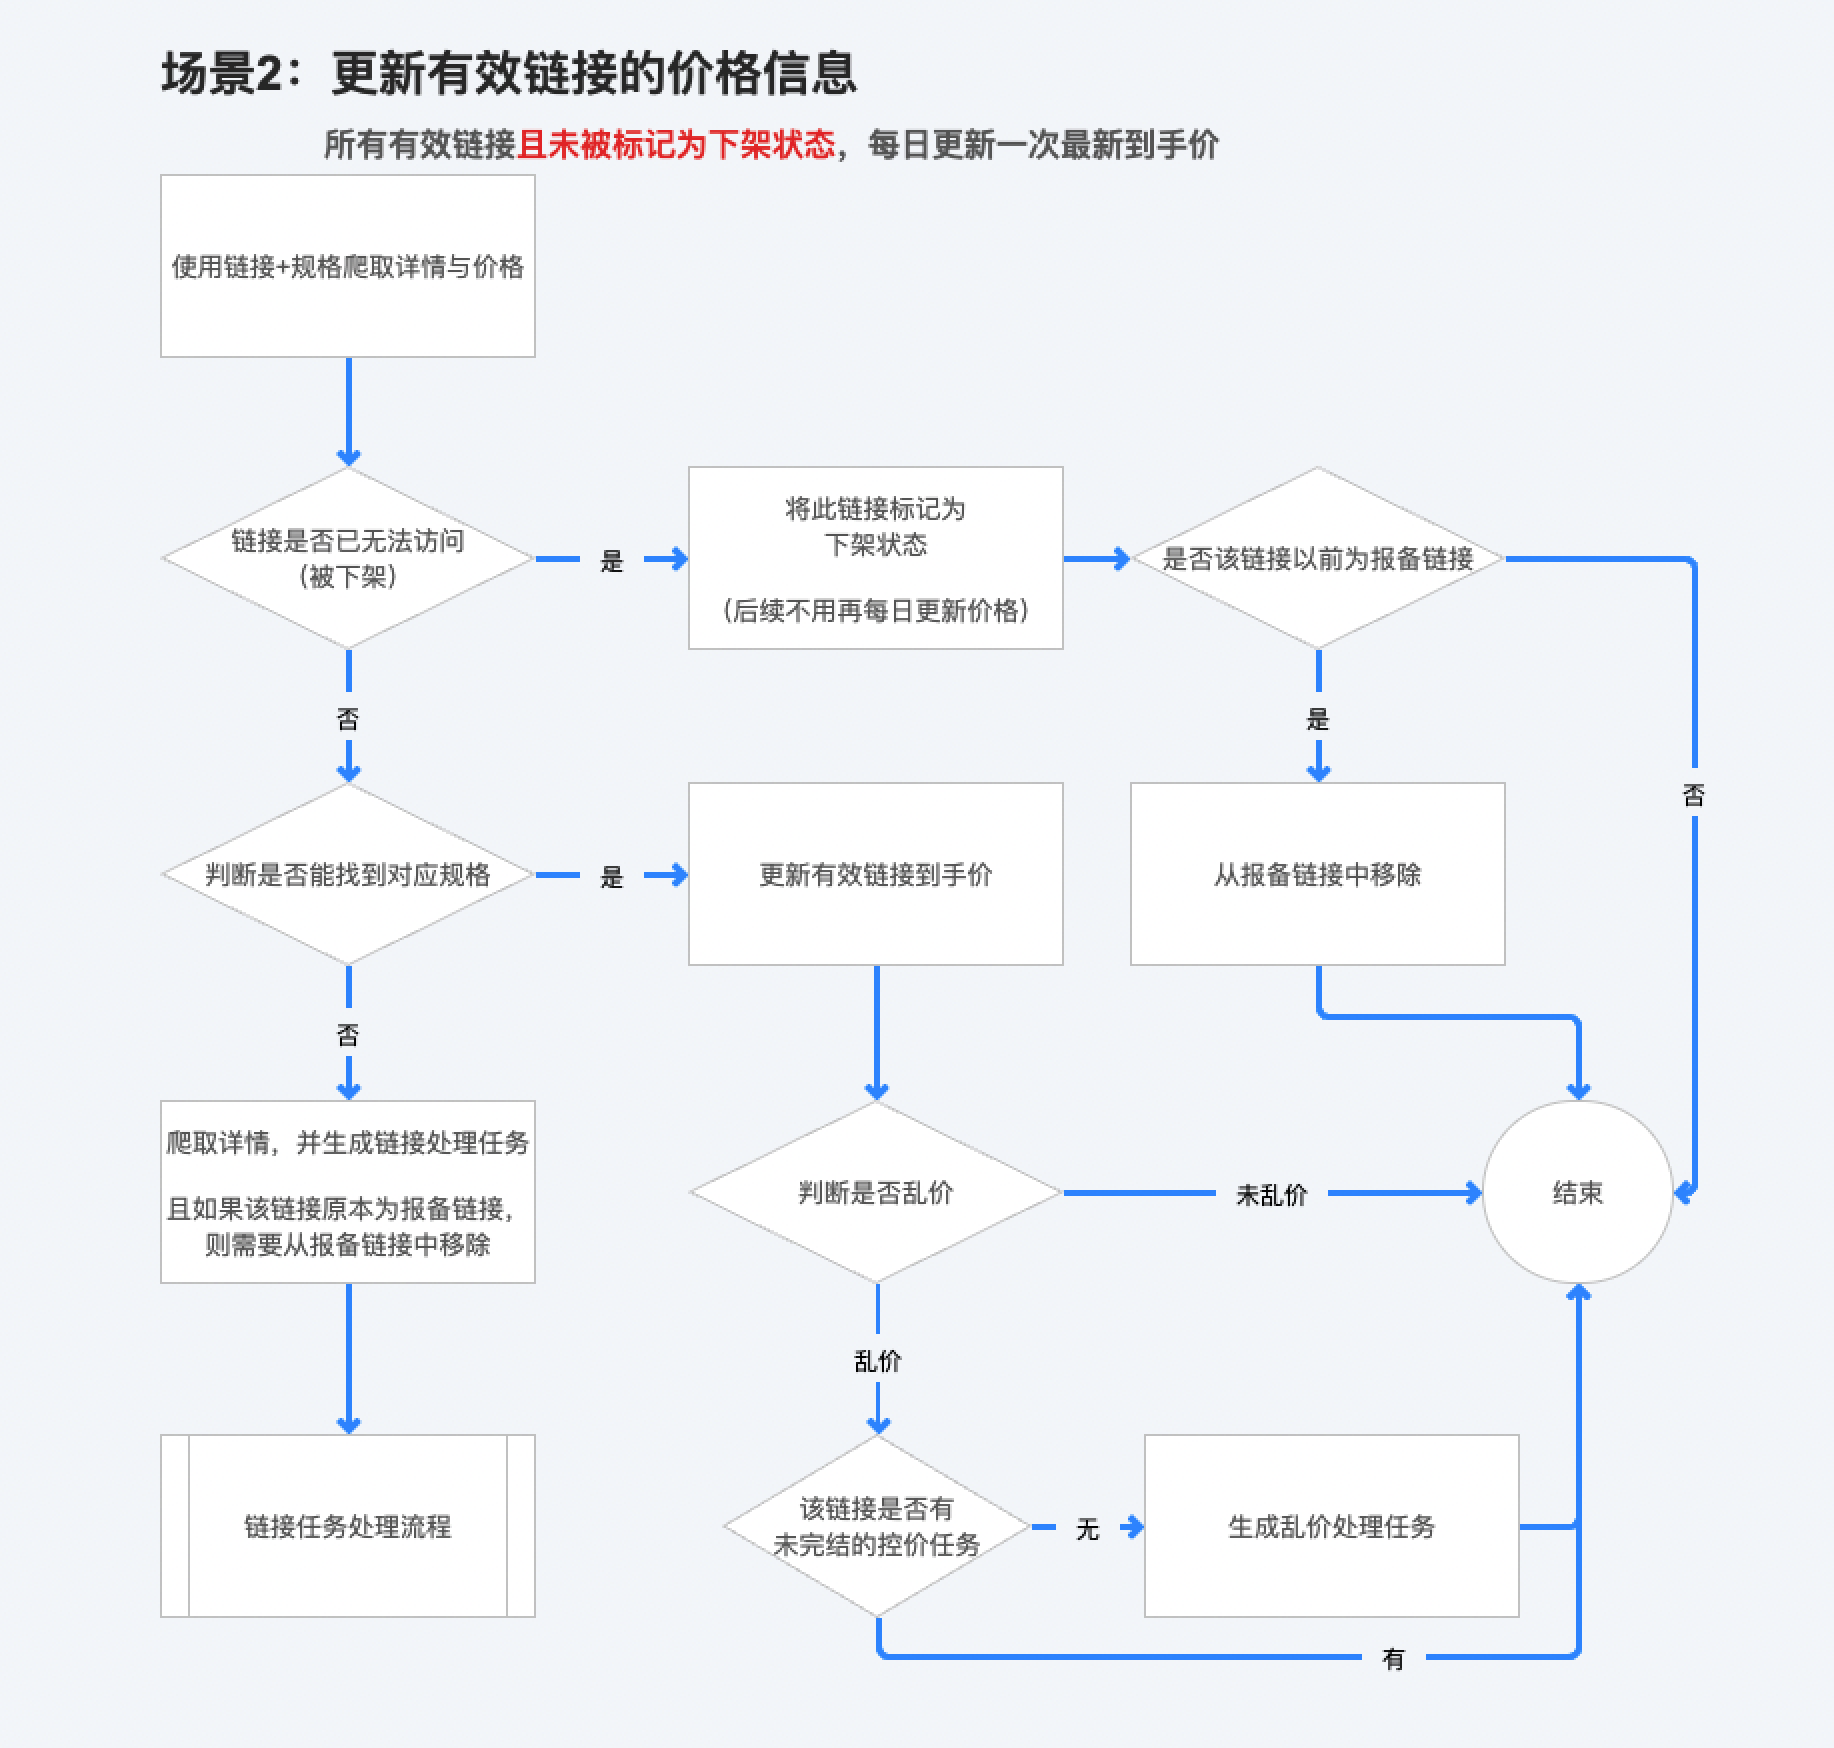 场景2：更新有效链接的价格信息
所有有效链接且未被标记为下架状态，每日更新一次最新到手价
使用链接+规格爬取详情与价格
链接是否已无法访问
（被下架）
是
将此链接标记为
下架状态
（后续不用再每日更新价格）
是否该链接以前为报备链接
否
是
否
判断是否能找到对应规格
是
更新有效链接到手价
从报备链接中移除
否
爬取详情，并生成链接处理任务
且如果该链接原本为报备链接，
则需要从报备链接中移除
判断是否乱价
未乱价
结束
乱价
链接任务处理流程
该链接是否有
未完结的控价任务
无
生成乱价处理任务
有